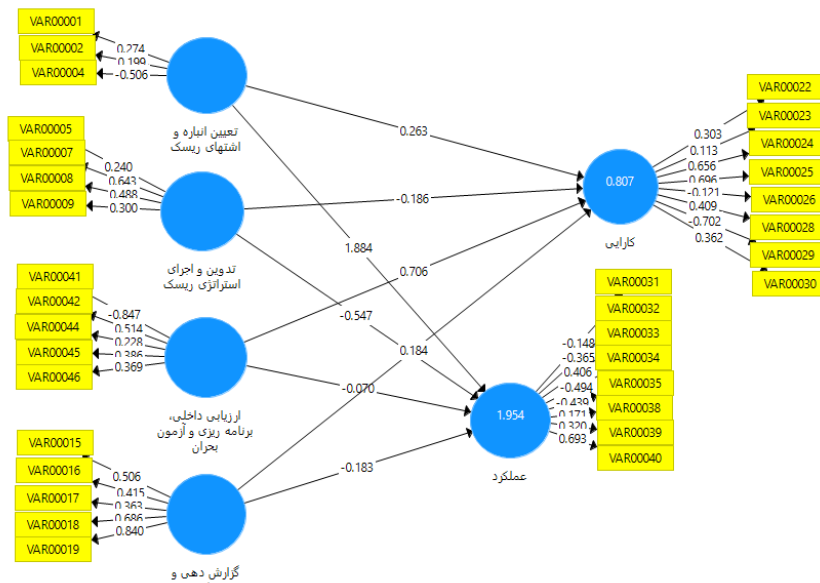 VAR00001
VAR00002
VAR00004
0.274
0.199
-0.506
تعیین انباره و
اشتهای ریسک
VAR00005
VAR00007
VAR00008
VAR00009
0.240
0.643
0.488
0.300
تدوین و اجرای
استراتژی ریسک
VAR00041
VAR00042
VAR00044
VAR00045
VAR00046
-0.847
0.514
0.228
0.386
0.369
ارزیابی داخلی،
برنامه ریزی و آزمون
بحران
VAR00015
VAR00016
VAR00017
VAR00018
VAR00019
0.506
0.415
0.363
0.686
0.840
گزارش دهی و
0.263
-0.186
1.884
0.706
-0.547
0.184
-0.070
-0.183
0.807
کارایی
0.303
0.113
0.656
0.696
-0.121
0.409
-0.702
0.362
VAR00022
VAR00023
VAR00024
VAR00025
VAR00026
VAR00028
VAR00029
VAR00030
1.954
عملکرد
-0.148
-0.365
0.406
-0.494
-0.439
0.171
0.320
0.693
VAR00031
VAR00032
VAR00033
VAR00034
VAR00035
VAR00038
VAR00039
VAR00040